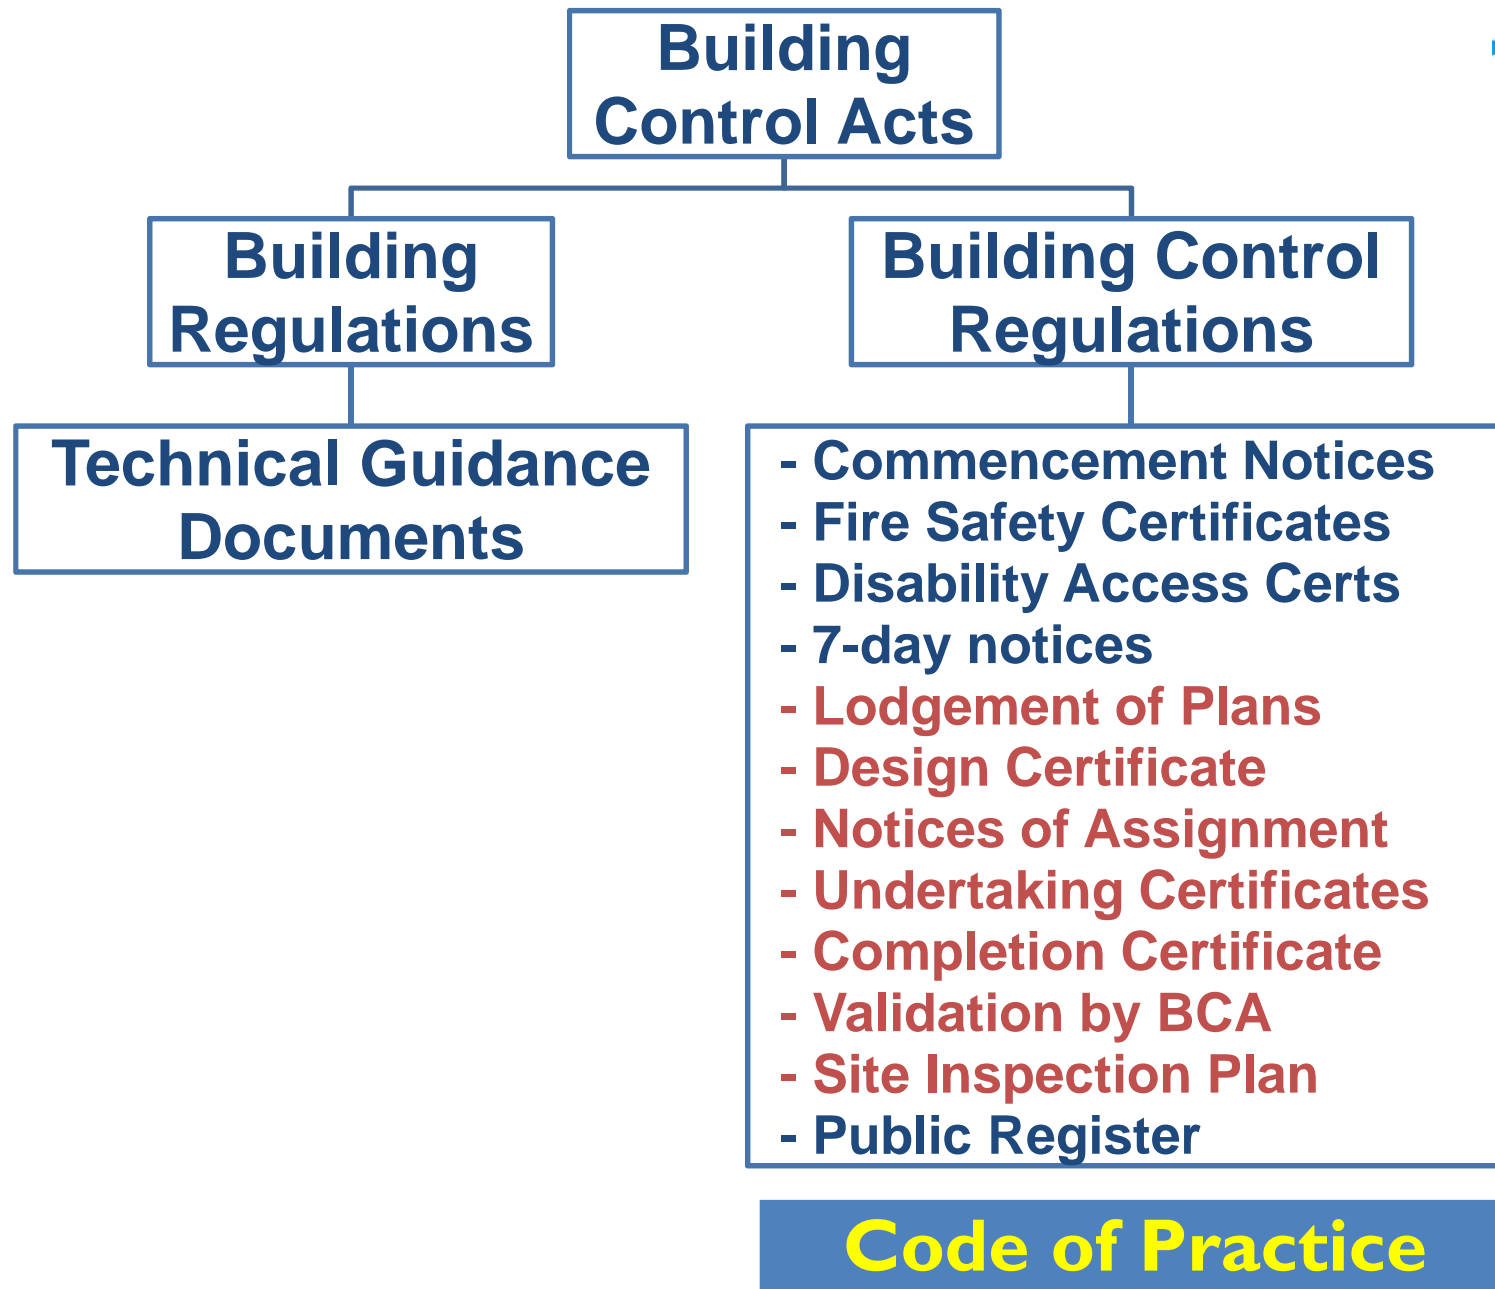 Building
Control Acts
Building
Regulations
Building Control
Regulations
Technical Guidance
Documents
- Commencement Notices
- Fire Safety Certificates
- Disability Access Certs
- 7-day notices
- Lodgement of Plans
- Design Certificate
- Notices of Assignment
- Undertaking Certificates
- Completion Certificate
- Validation by BCA
- Site Inspection Plan
- Public Register
Code of Practice